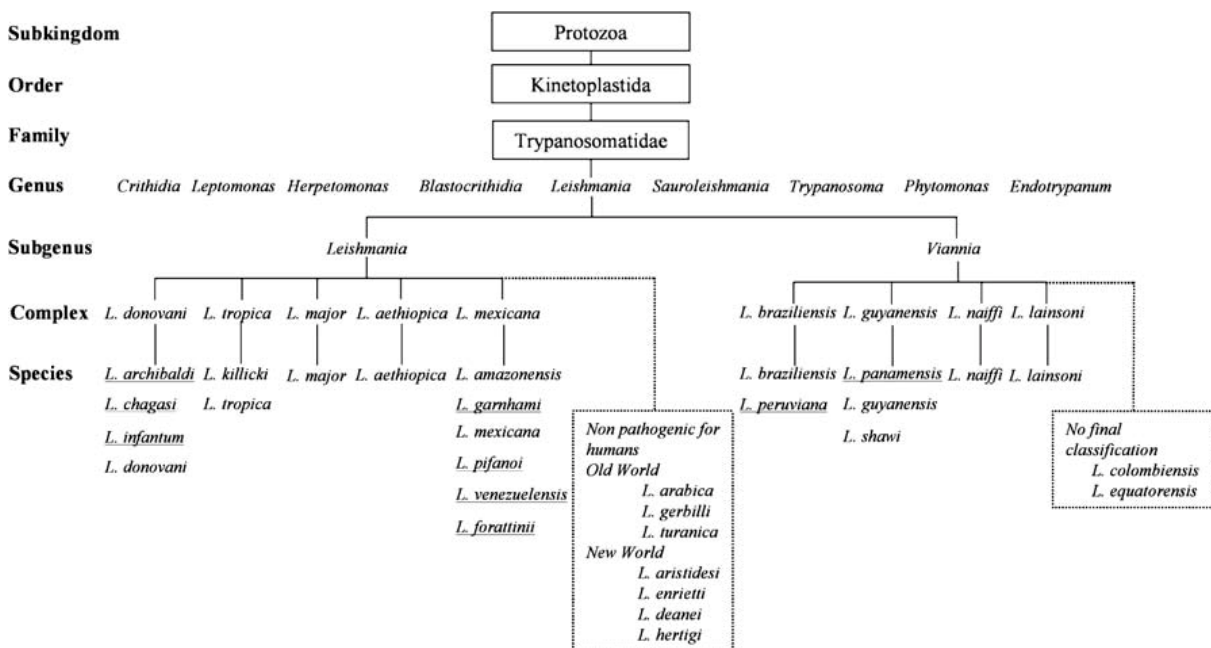 Subkingdom Protozoa
Order Kinetoplastida
Family Trypanosomatidae
Genus Crithidia Leptomonas Herpetomonas Blastocrithidia Leishmania Sauroleishmania Trypanosoma Phytomonas Endotrypanum
Subgenus Leishmania Viannia
Complex L. donovani L. tropica L. major L. aethiopica L. mexicana L. braziliensis L. guyanensis L. naiffi L. lainsoni
Species L. archibaldi L. killicki L. major L. aethiopica L. amazonensis L. braziliensis L. panamensis L. naiffi L. lainsoni
L. chagasi L. tropica L. garnhami L. peruviana L. guyanensis
L. infantum L. mexicana L. shawi
L. donovani L. pifanoi
L. venezuelensis
L. forattinii
Non pathogenic for
humans
Old World
L. arabica
L. gerbilli
L. turanica
New World
L. aristidesi
L. enrietti
L. deanei
L. hertigi
No final
classification
L. colombiensis
L. equatorensis